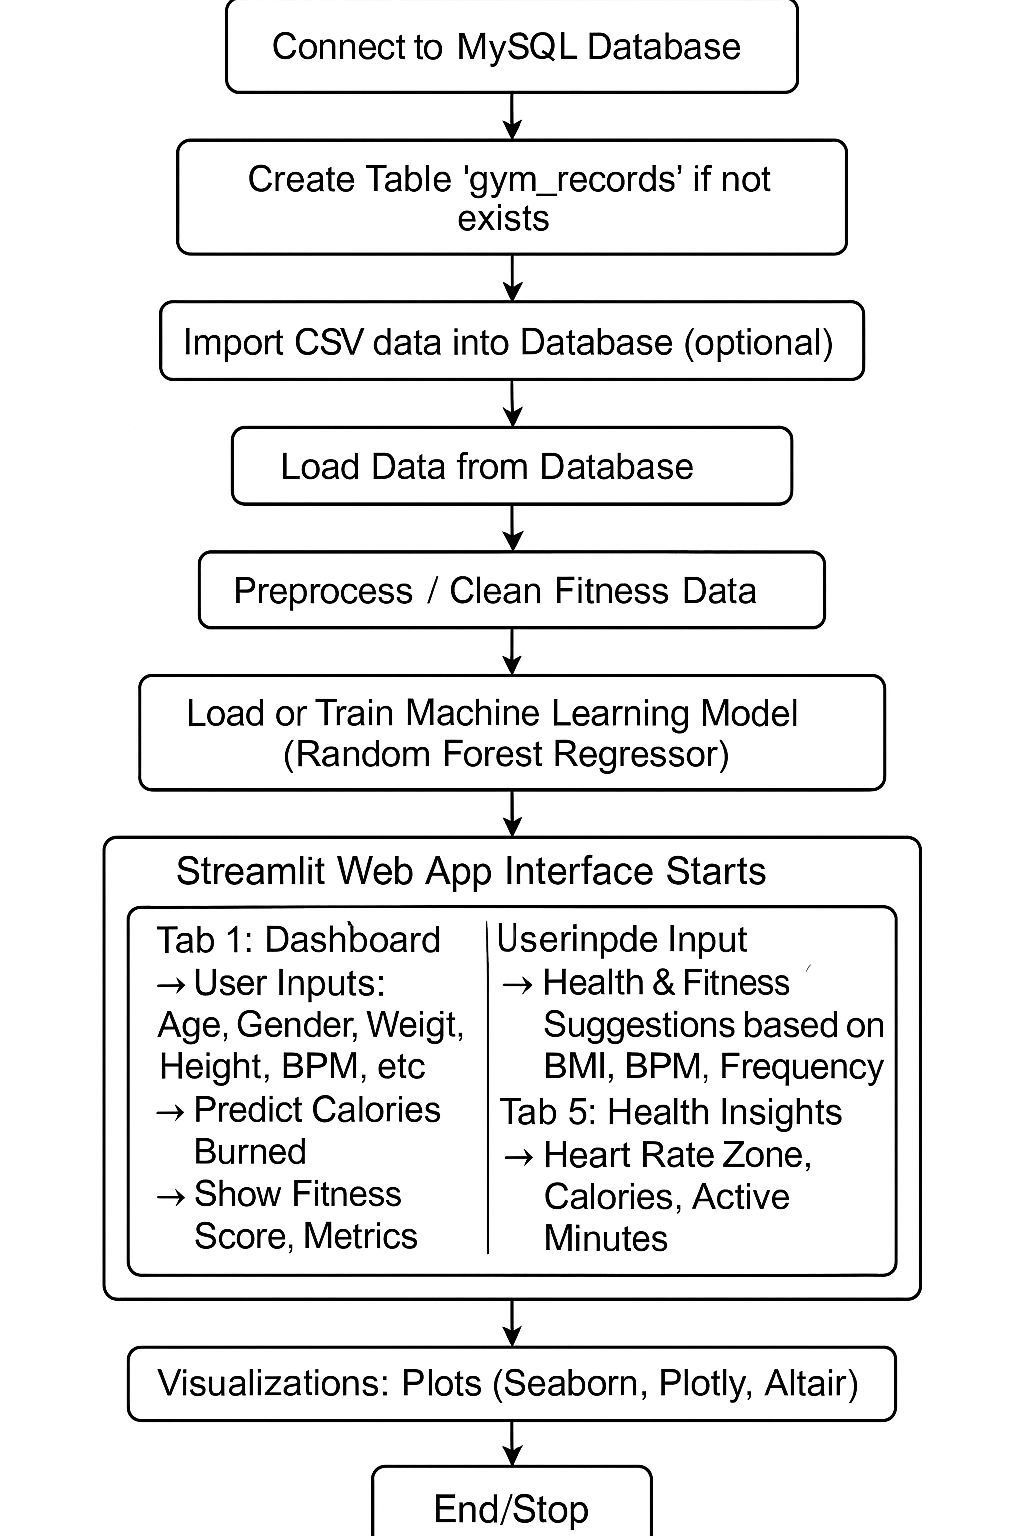 Connect to MySQL Database
Create Table 'gym_records' if not
exists
Import CSV data into Database (optional)
Load Data from Database
Preprocess / Clean Fitness Data
Load or Train Machine Learning Model
(Random Forest Regressor)
Streamlit Web App Interface Starts
Tab 1: Dashboard
→ User Inputs:
Age, Gender, Weigt,
Height, BPM, etc
→ Predict Calories
Burned
→ Show Fitness
Score, Metrics
Userinpde Input
→ Health & Fitness
Suggestions based on
BMI, BPM, Frequency
Tab 5: Health Insights
→ Heart Rate Zone,
Calories, Active
Minutes
Visualizations: Plots (Seaborn, Plotly, Altair)
End/Stop